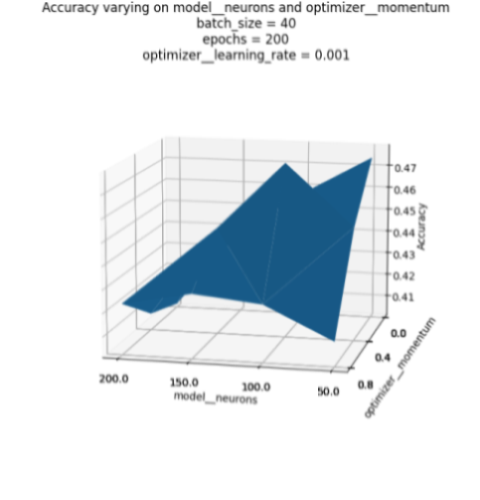 Accuracy varying on model__neurons and optimizer__momentum
batch_size = 40
epochs = 200
optimizer__learning_rate = 0.001
0.47
0.46
0.45
0.44
0.43
0.42
0.41
Accuracy
0.0
0.4
0.8
optimizer__momentum
200.0
150.0
100.0
50.0
model__neurons